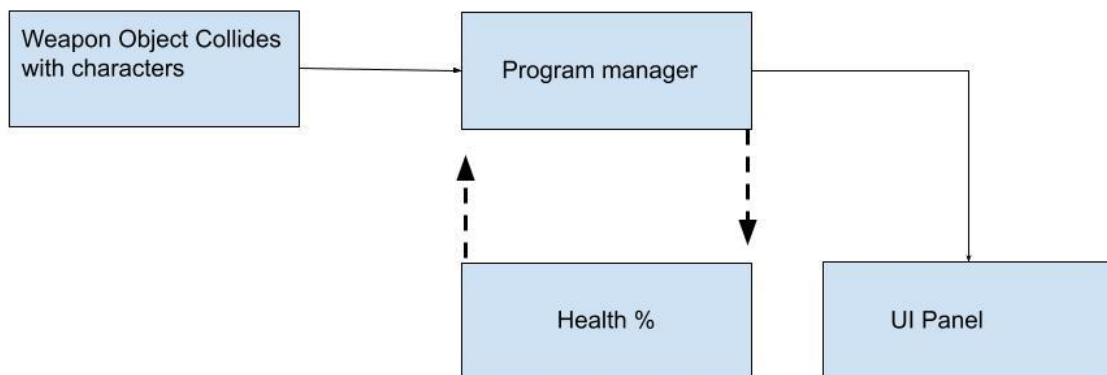 Weapon Object Collides
with characters
Program manager
Health %
UI Panel